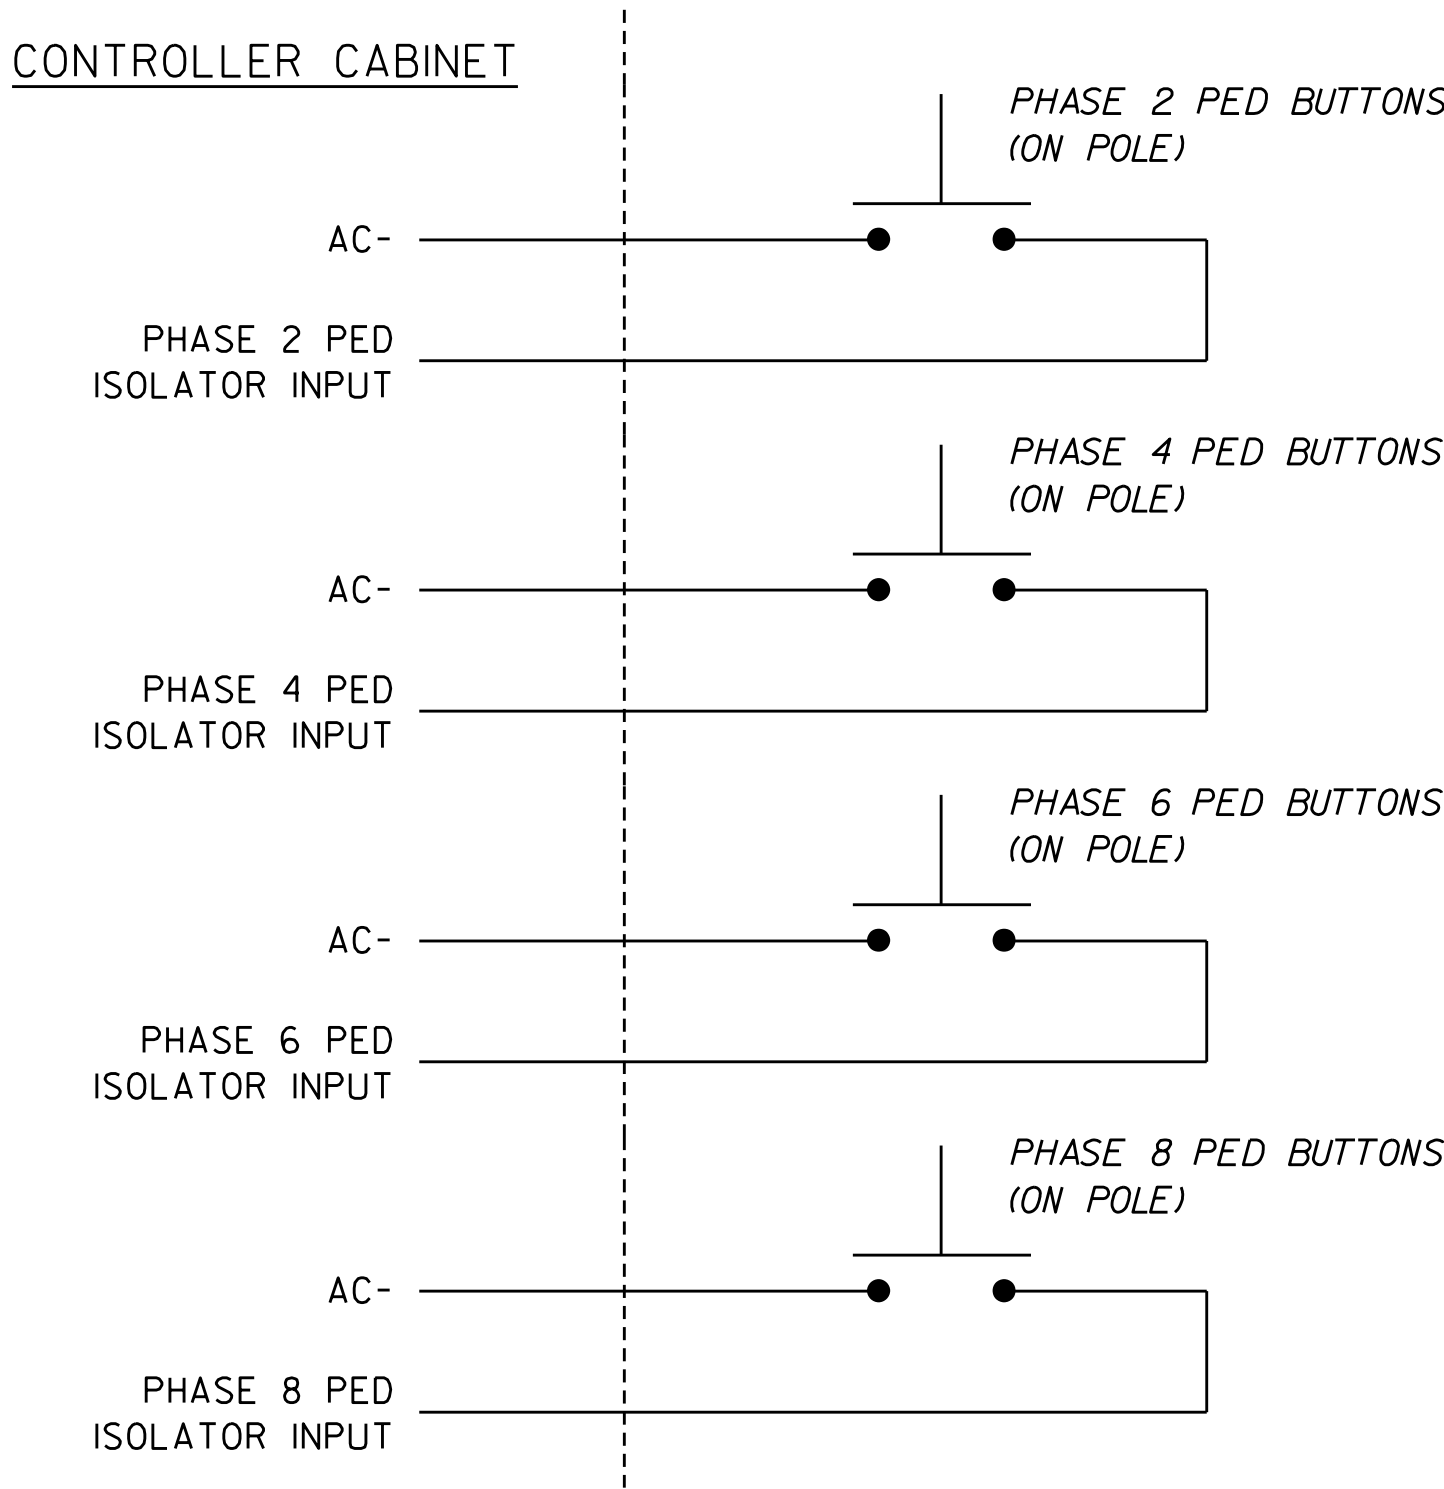 CONTROLLER CABINET
PHASE 2 PED BUTTONS
(ON POLE)
AC-
PHASE 2 PED
ISOLATOR INPUT
PHASE 4 PED BUTTONS
(ON POLE)
AC-
PHASE 4 PED
ISOLATOR INPUT
PHASE 6 PED BUTTONS
(ON POLE)
AC-
PHASE 6 PED
ISOLATOR INPUT
PHASE 8 PED BUTTONS
(ON POLE)
AC-
PHASE 8 PED
ISOLATOR INPUT